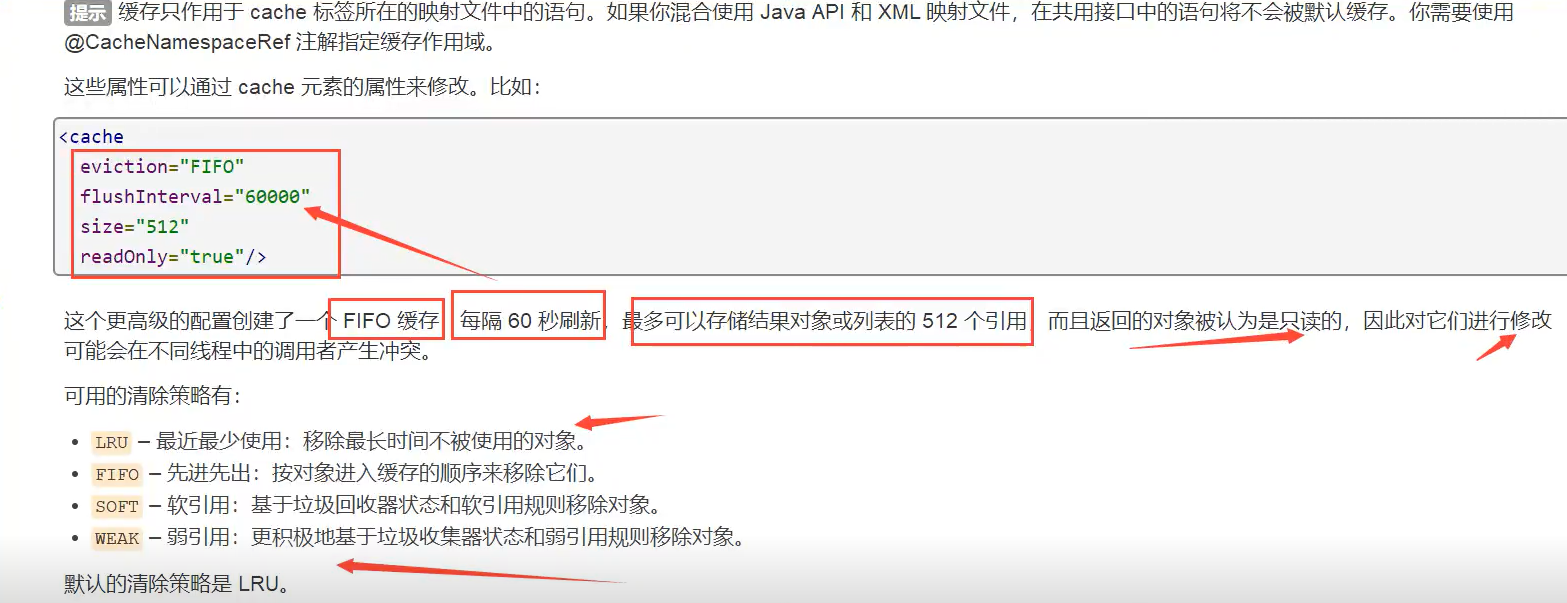 提示 缓存只作用于 cache 标签所在的映射文件中的语句。如果你混合使用 Java API 和 XML 映射文件，在共用接口中的语句将不会被默认缓存。你需要使用
@CacheNamespaceRef 注解指定缓存作用域。
这些属性可以通过 cache 元素的属性来修改。比如：
<cache
eviction="FIFO"
flushInterval="60000"
size="512"
readOnly="true"/>
这个更高级的配置创建了一个 FIFO 缓存，每隔 60 秒刷新，最多可以存储结果对象或列表的 512 个引用，而且返回的对象被认为是只读的，因此对它们进行修改
可能会在不同线程中的调用者产生冲突。
可用的清除策略有：
• LRU – 最近最少使用：移除最长时间不被使用的对象。
• FIFO – 先进先出：按对象进入缓存的顺序来移除它们。
• SOFT – 软引用：基于垃圾回收器状态和软引用规则移除对象。
• WEAK – 弱引用：更积极地基于垃圾收集器状态和弱引用规则移除对象。
默认的清除策略是 LRU。